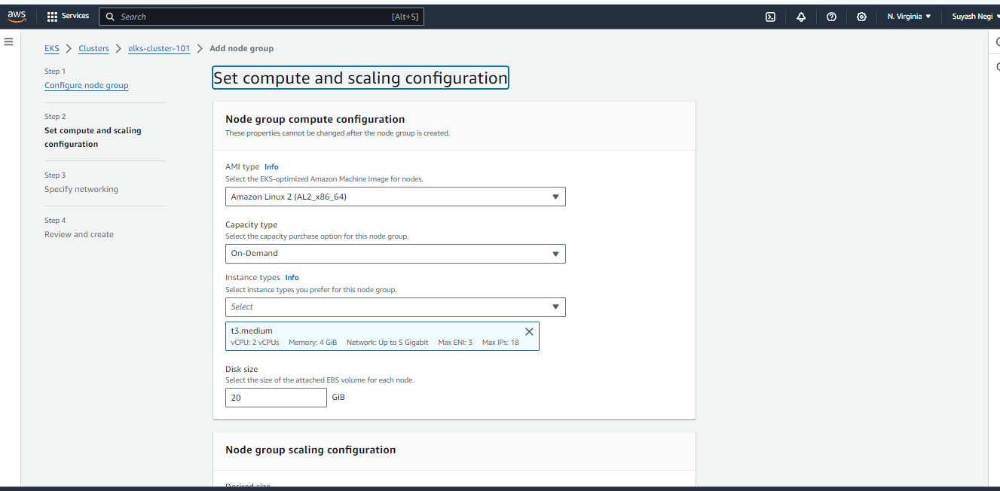 aws Services Search [Alt+S] N. Virginia Suyash Negi
EKS Clusters elks-cluster-101 Add node group
Step 1
Configure node group
Step 2
Set compute and scaling
configuration
Step 3
Specify networking
Step 4
Review and create
Set compute and scaling configuration
Node group compute configuration
These properties cannot be changed after the node group is created.
AMI type Info
Select the EKS-optimized Amazon Machine Image for nodes.
Amazon Linux 2 (AL2_x86_64)
Capacity type
Select the capacity purchase option for this node group.
On-Demand
Instance types Info
Select instance types you prefer for this node group.
Select
t3.medium
vCPU: 2 vCPUs Memory: 4 GiB Network: Up to 5 Gigabit Max ENI: 3 Max IPs: 18
Disk size
Select the size of the attached EBS volume for each node.
20 GiB
Node group scaling configuration
Desired size